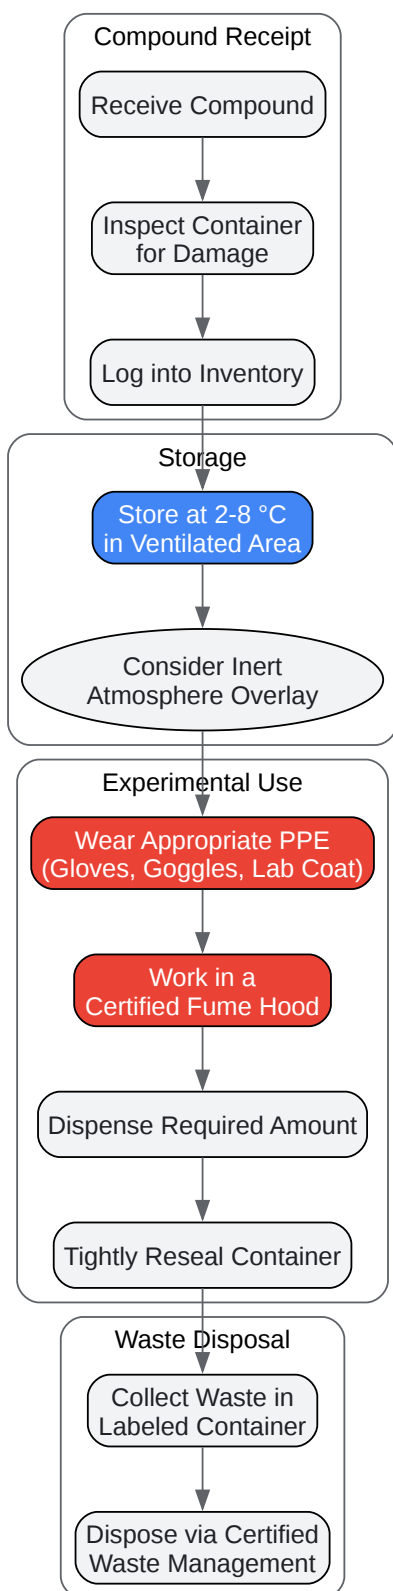 Compound Receipt
Receive Compound
Inspect Container
for Damage
Log into Inventory
Storage
Store at 2-8 °C
in Ventilated Area
Consider Inert
Atmosphere Overlay
Experimental Use
Wear Appropriate PPE
(Gloves, Goggles, Lab Coat)
Work in a
Certified Fume Hood
Dispense Required Amount
Tightly Reseal Container
Waste Disposal
Collect Waste in
Labeled Container
Dispose via Certified
Waste Management